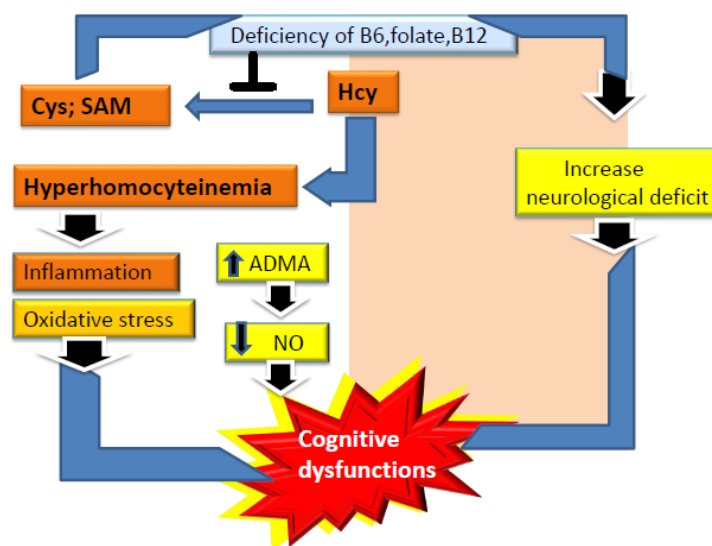 Deficiency of B6,folate,B12
Cys; SAM
Hcy
Hyperhomocyteinemia
Increase
neurological deficit
Inflammation
ADMA
Oxidative stress
NO
Cognitive
dysfunctions